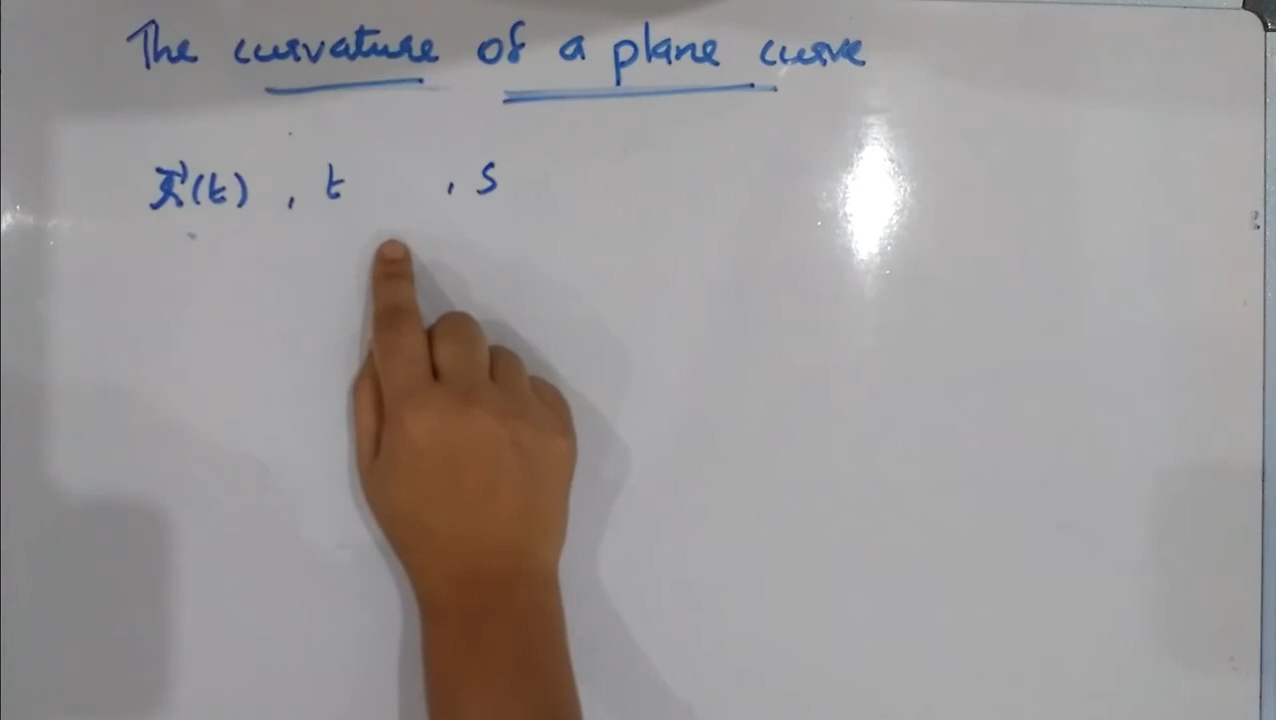 The curvature of a plane curve
r⃗(t) , t , s